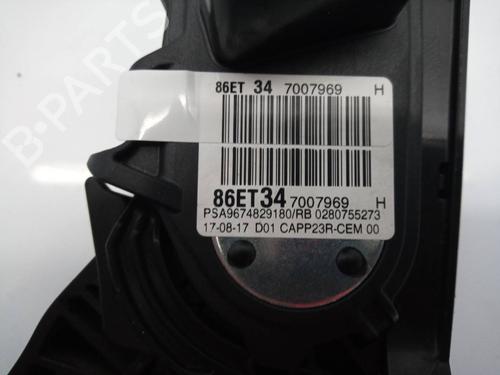 B-PARTS
86ET 34 7007969 H
86ET34 7007969 H
PSA9674829180/RB 0280755273
17-08-17 D01 CAPP23R-CEM 00